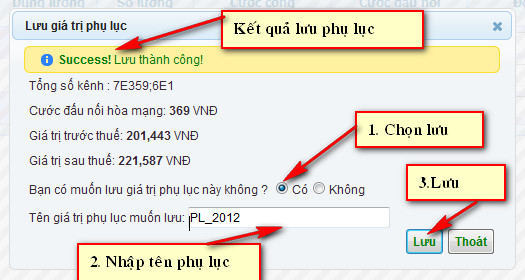 Dung lượng Số lượng Cước cổng Cước đấu nối
Lưu giá trị phụ lục
Kết quả lưu phụ lục
Success! Lưu thành công!
Tổng số kênh : 7E359;6E1
Cước đấu nối hòa mạng: 369 VNĐ
Giá trị trước thuế: 201,443 VNĐ
1. Chọn lưu
Giá trị sau thuế: 221,587 VNĐ
Bạn có muốn lưu giá trị phụ lục này không ? Có Không
3.Lưu
Tên giá trị phụ lục muốn lưu: PL_2012
Lưu Thoát
2. Nhập tên phụ lục